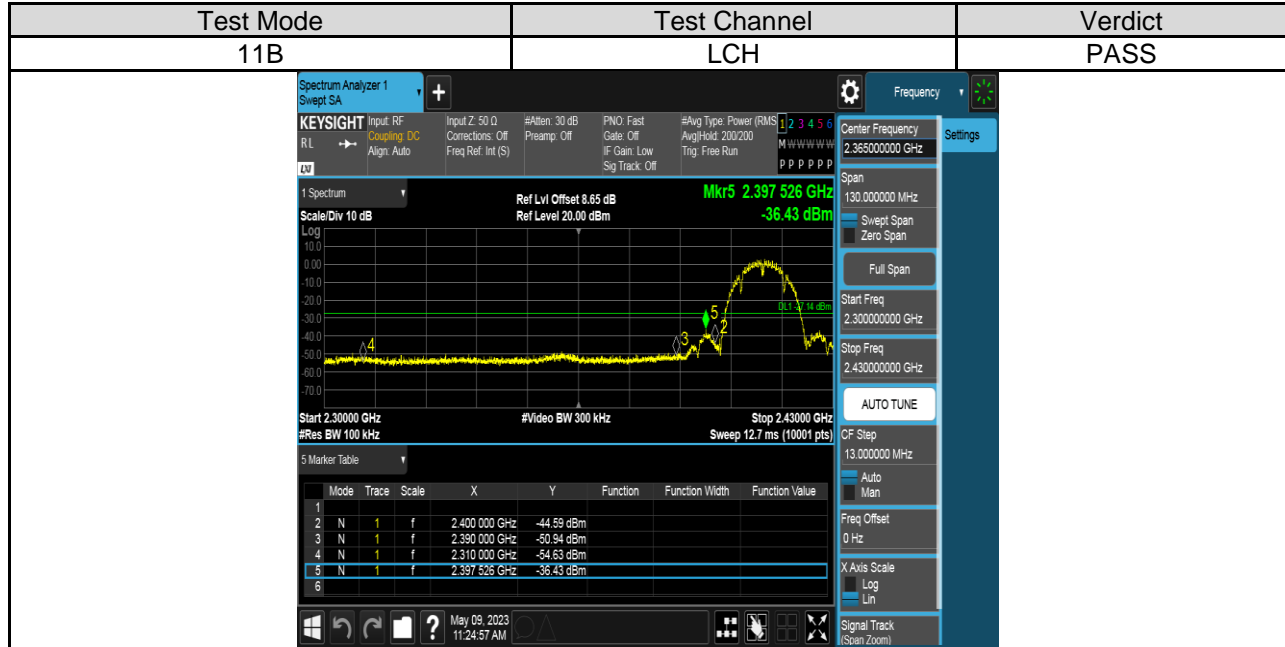 Test Mode Test Channel Verdict
11B LCH PASS
Spectrum Analyzer 1
Swept SA
+
Frequency
KEYSIGHT
RL
LXI
Input: RF
Coupling: DC
Align: Auto
Input Z: 50 Ω
Corrections: Off
Freq Ref: Int (S)
#Atten: 30 dB
Preamp: Off
PNO: Fast
Gate: Off
IF Gain: Low
Sig Track: Off
#Avg Type: Power (RMS
Avg|Hold: 200/200
Trig: Free Run
1 2 3 4 5 6
M W W W W W
P P P P P P
Center Frequency
2.365000000 GHz
Settings
Span
130.000000 MHz
Swept Span
Zero Span
Full Span
Start Freq
2.300000000 GHz
Stop Freq
2.430000000 GHz
AUTO TUNE
CF Step
13.000000 MHz
Auto
Man
Freq Offset
0 Hz
X Axis Scale
Log
Lin
Signal Track
(Span Zoom)
1 Spectrum
Scale/Div 10 dB
Ref Lvl Offset 8.65 dB
Ref Level 20.00 dBm
Mkr5 2.397 526 GHz
-36.43 dBm
Log
10.0
0.00
-10.0
-20.0
-30.0
-40.0
-50.0
-60.0
-70.0
4
3
5
2
Start 2.30000 GHz
#Res BW 100 kHz
#Video BW 300 kHz
Stop 2.43000 GHz
Sweep 12.7 ms (10001 pts)
5 Marker Table
Mode Trace Scale X Y Function Function Width Function Value
1
2 N 1 f 2.400 000 GHz -44.59 dBm
3 N 1 f 2.390 000 GHz -50.94 dBm
4 N 1 f 2.310 000 GHz -54.63 dBm
5 N 1 f 2.397 526 GHz -36.43 dBm
6
?
May 09, 2023
11:24:57 AM